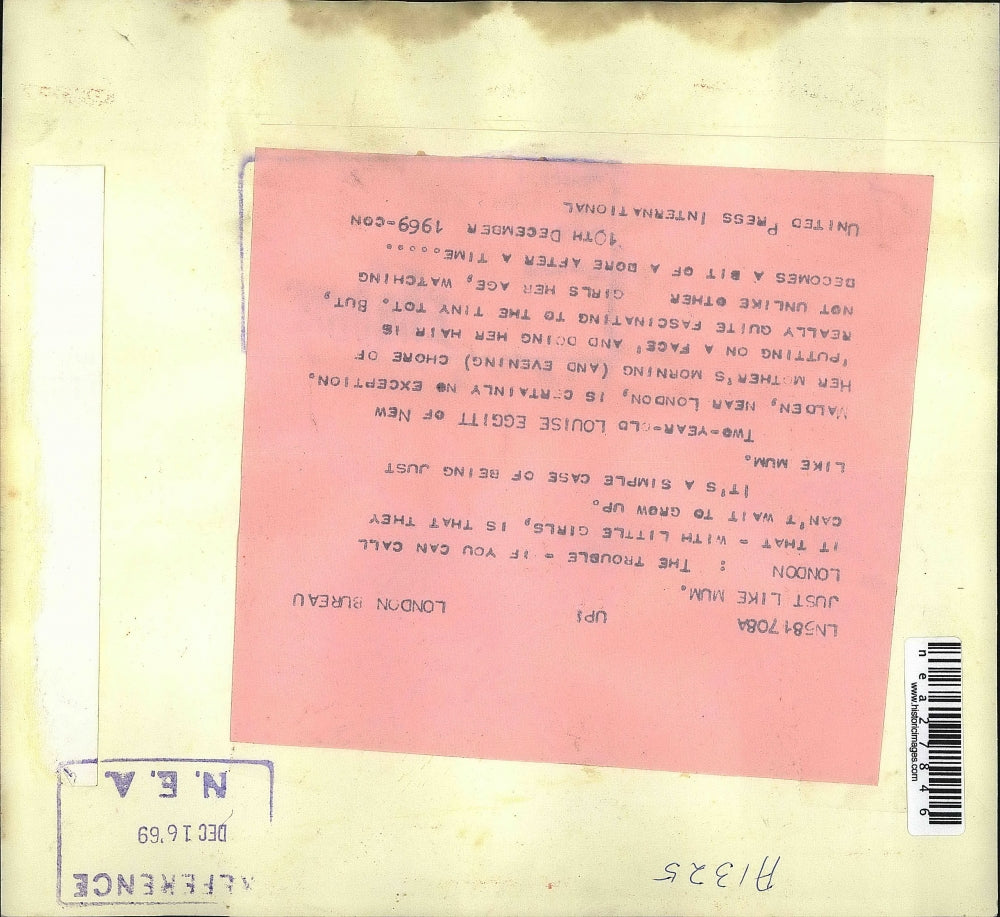 LN581708A UPI LONDON BUREAU
JUST LIKE MUM.
LONDON : THE TROUBLE - IF YOU CAN CALL
IT THAT - WITH LITTLE GIRLS, IS THAT THEY
CAN'T WAIT TO GROW UP.
IT'S A SIMPLE CASE OF BEING JUST
LIKE MUM.
TWO-YEAR-OLD LOUISE EGGITT OF NEW
MALDEN, NEAR LONDON, IS CERTAINLY NO EXCEPTION.
HER MOTHER'S MORNING (AND EVENING) CHORE OF
'PUTTING ON A FACE' AND DOING HER HAIR IS
REALLY QUITE FASCINATING TO THE TINY TOT. BUT,
NOT UNLIKE OTHER GIRLS HER AGE, WATCHING
BECOMES A BIT OF A BORE AFTER A TIME.....
10TH DECEMBER 1969-CON
UNITED PRESS INTERNATIONAL
A1325
REFERENCE
DEC 16 '69
N.E.A.
nea27846
www.historicimages.com